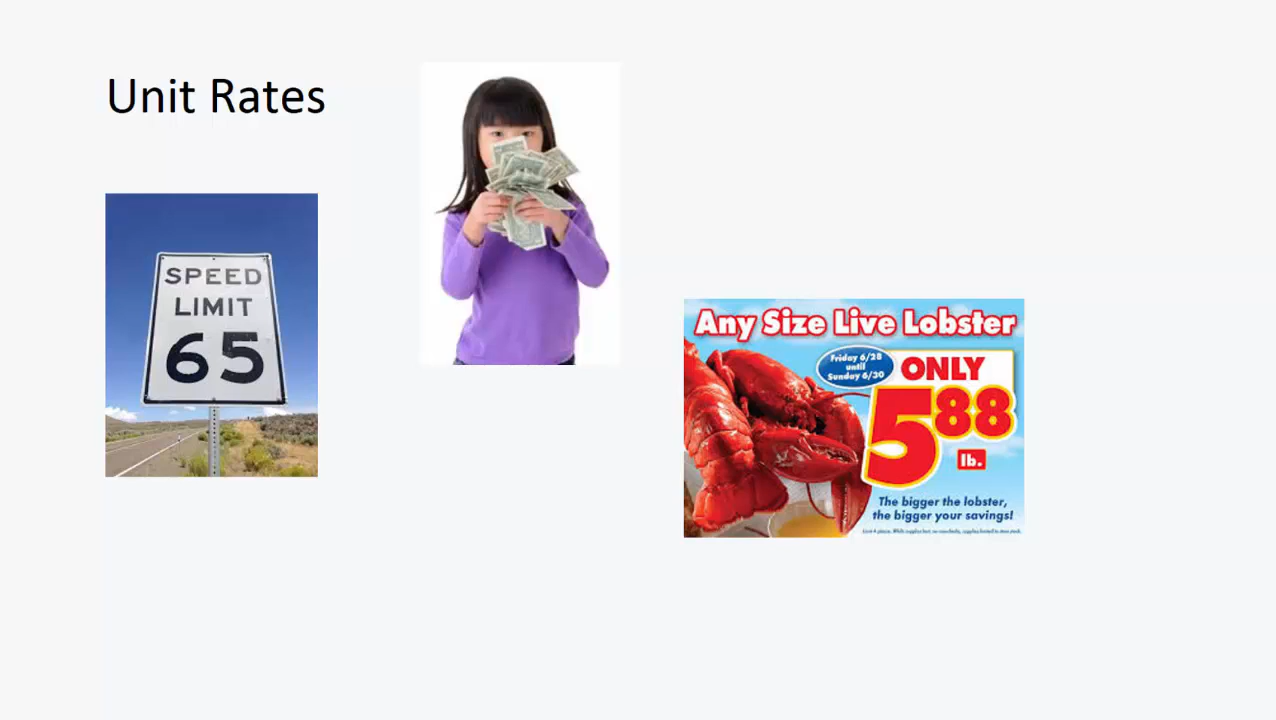 Unit Rates
SPEED
LIMIT
65
Any Size Live Lobster
Friday 6/28
until
Sunday 6/30
ONLY
588
lb.
The bigger the lobster,
the bigger your savings!